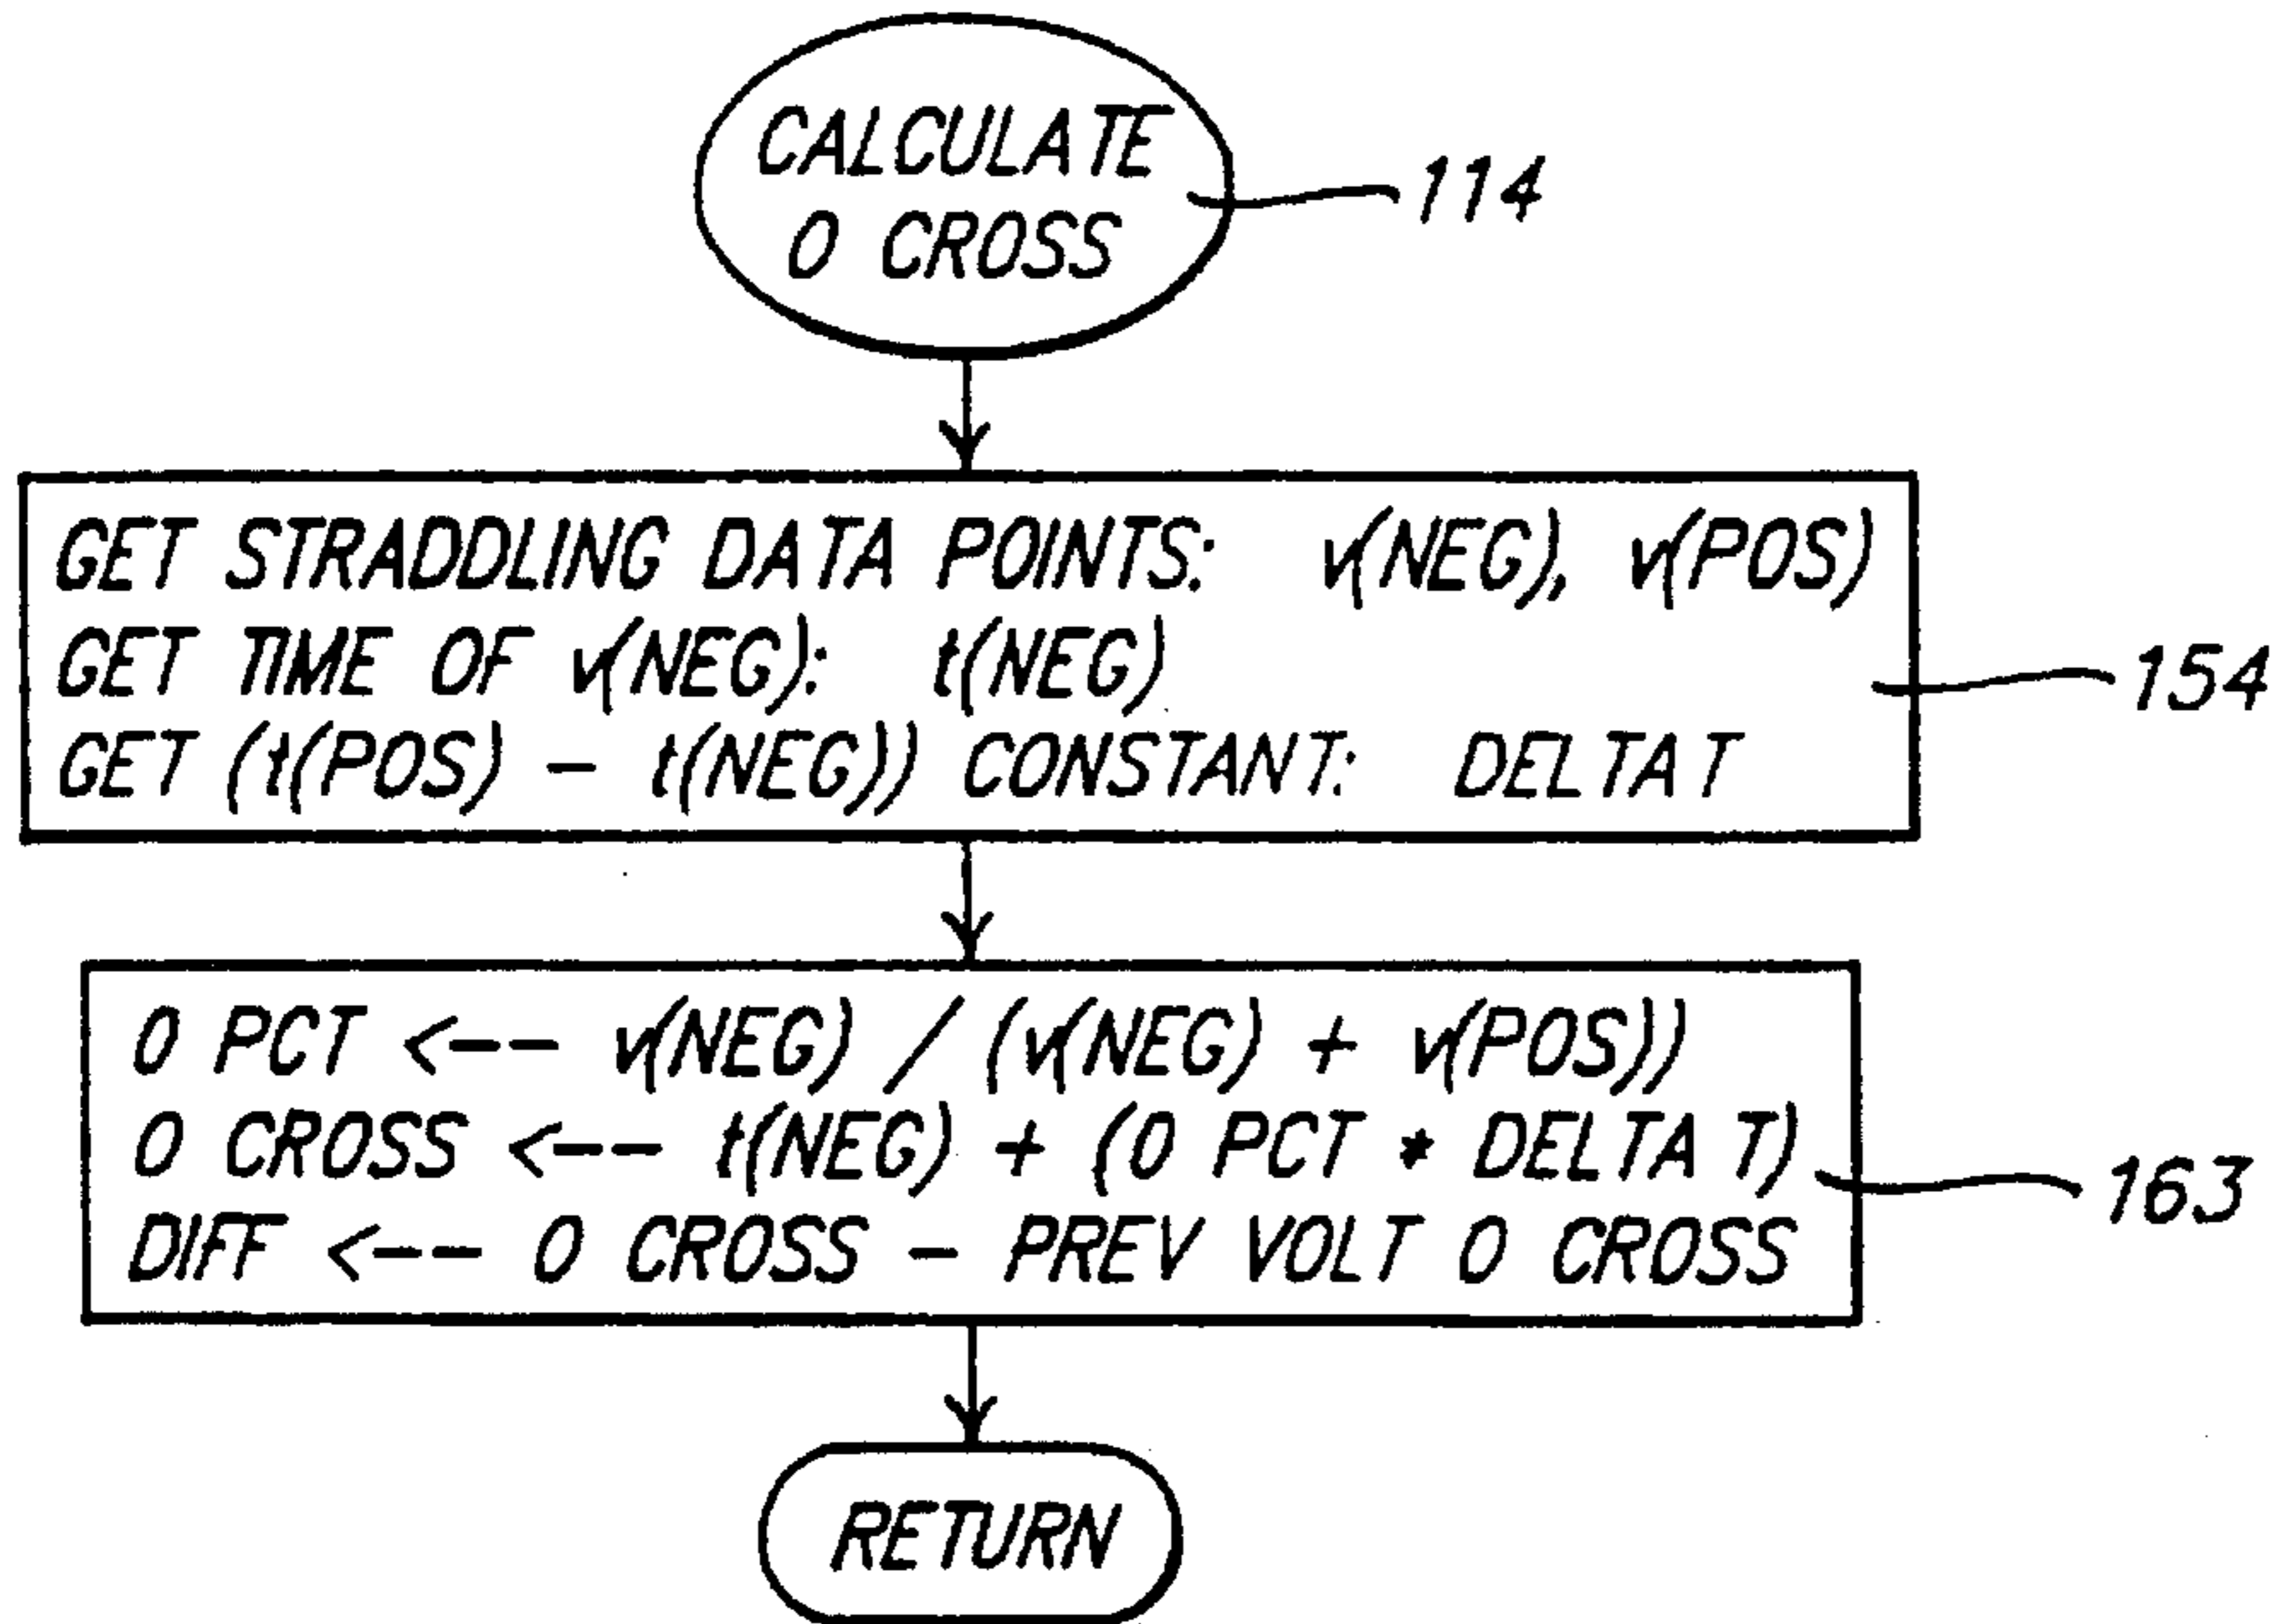 CALCULATE
0 CROSS
114
GET STRADDLING DATA POINTS: v(NEG), v(POS)
GET TIME OF v(NEG): t(NEG)
GET (t(POS) - t(NEG)) CONSTANT: DELTA T
154
0 PCT <-- v(NEG) / (v(NEG) + v(POS))
0 CROSS <-- t(NEG) + (0 PCT * DELTA T)
DIFF <-- 0 CROSS - PREV VOLT 0 CROSS
163
RETURN